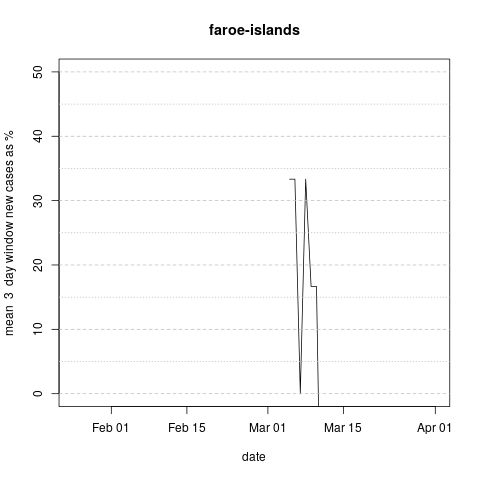 faroe-islands
mean  3  day window new cases as %
50
40
30
20
10
0
Feb 01
Feb 15
Mar 01
Mar 15
Apr 01
date